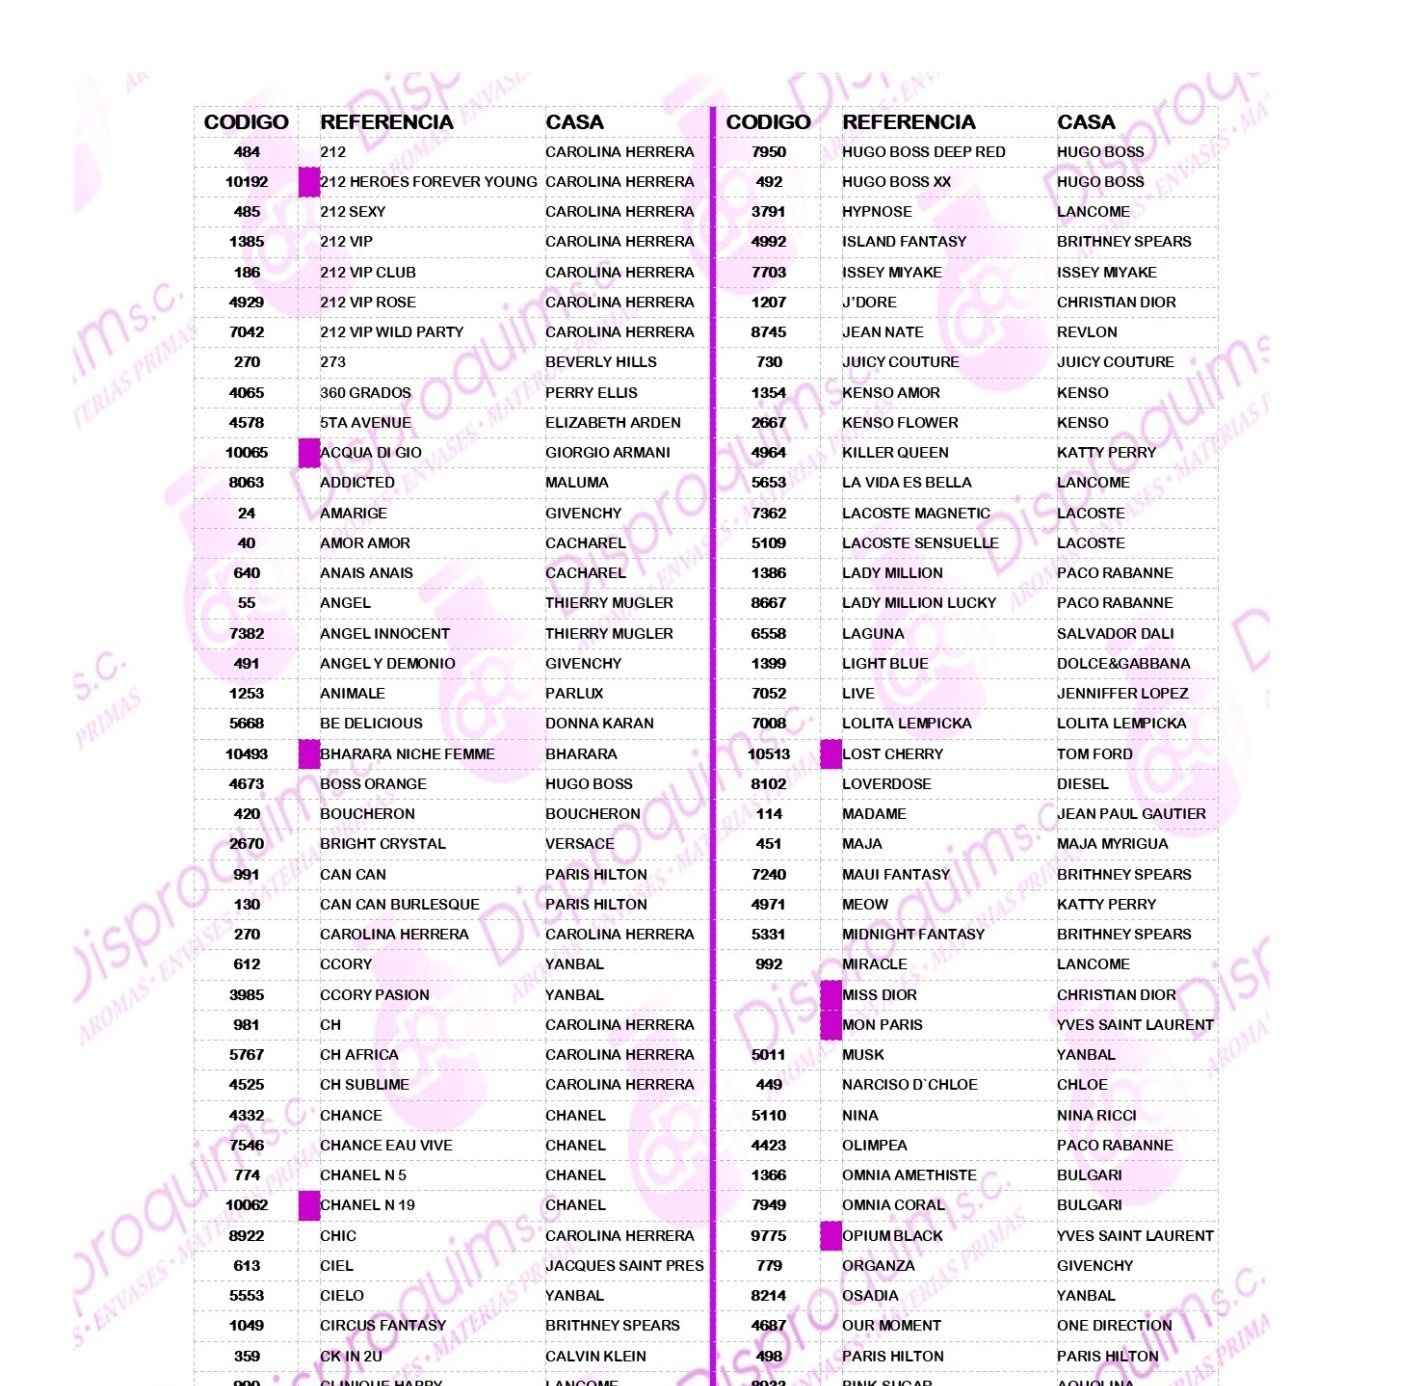 CODIGO REFERENCIA CASA CODIGO REFERENCIA CASA
484 212 CAROLINA HERRERA 7950 HUGO BOSS DEEP RED HUGO BOSS
10192 212 HEROES FOREVER YOUNG CAROLINA HERRERA 492 HUGO BOSS XX HUGO BOSS
485 212 SEXY CAROLINA HERRERA 3791 HYPNOSE LANCOME
1385 212 VIP CAROLINA HERRERA 4992 ISLAND FANTASY BRITHNEY SPEARS
186 212 VIP CLUB CAROLINA HERRERA 7703 ISSEY MIYAKE ISSEY MIYAKE
4929 212 VIP ROSE CAROLINA HERRERA 1207 J'DORE CHRISTIAN DIOR
7042 212 VIP WILD PARTY CAROLINA HERRERA 8745 JEAN NATE REVLON
270 273 BEVERLY HILLS 730 JUICY COUTURE JUICY COUTURE
4065 360 GRADOS PERRY ELLIS 1354 KENSO AMOR KENSO
4578 5TA AVENUE ELIZABETH ARDEN 2667 KENSO FLOWER KENSO
10065 ACQUA DI GIO GIORGIO ARMANI 4964 KILLER QUEEN KATTY PERRY
8063 ADDICTED MALUMA 5653 LA VIDA ES BELLA LANCOME
24 AMARIGE GIVENCHY 7362 LACOSTE MAGNETIC LACOSTE
40 AMOR AMOR CACHAREL 5109 LACOSTE SENSUELLE LACOSTE
640 ANAIS ANAIS CACHAREL 1386 LADY MILLION PACO RABANNE
55 ANGEL THIERRY MUGLER 8667 LADY MILLION LUCKY PACO RABANNE
7382 ANGEL INNOCENT THIERRY MUGLER 6558 LAGUNA SALVADOR DALI
491 ANGEL Y DEMONIO GIVENCHY 1399 LIGHT BLUE DOLCE&GABBANA
1253 ANIMALE PARLUX 7052 LIVE JENNIFFER LOPEZ
5668 BE DELICIOUS DONNA KARAN 7008 LOLITA LEMPICKA LOLITA LEMPICKA
10493 BHARARA NICHE FEMME BHARARA 10513 LOST CHERRY TOM FORD
4673 BOSS ORANGE HUGO BOSS 8102 LOVERDOSE DIESEL
420 BOUCHERON BOUCHERON 114 MADAME JEAN PAUL GAUTIER
2670 BRIGHT CRYSTAL VERSACE 451 MAJA MAJA MYRIGUA
991 CAN CAN PARIS HILTON 7240 MAUI FANTASY BRITHNEY SPEARS
130 CAN CAN BURLESQUE PARIS HILTON 4971 MEOW KATTY PERRY
270 CAROLINA HERRERA CAROLINA HERRERA 5331 MIDNIGHT FANTASY BRITHNEY SPEARS
612 CCORY YANBAL 992 MIRACLE LANCOME
3985 CCORY PASION YANBAL MISS DIOR CHRISTIAN DIOR
981 CH CAROLINA HERRERA MON PARIS YVES SAINT LAURENT
5767 CH AFRICA CAROLINA HERRERA 5011 MUSK YANBAL
4525 CH SUBLIME CAROLINA HERRERA 449 NARCISO D`CHLOE CHLOE
4332 CHANCE CHANEL 5110 NINA NINA RICCI
7546 CHANCE EAU VIVE CHANEL 4423 OLIMPEA PACO RABANNE
774 CHANEL N 5 CHANEL 1366 OMNIA AMETHISTE BULGARI
10062 CHANEL N 19 CHANEL 7949 OMNIA CORAL BULGARI
8922 CHIC CAROLINA HERRERA 9775 OPIUM BLACK YVES SAINT LAURENT
613 CIEL JACQUES SAINT PRES 779 ORGANZA GIVENCHY
5553 CIELO YANBAL 8214 OSADIA YANBAL
1049 CIRCUS FANTASY BRITHNEY SPEARS 4687 OUR MOMENT ONE DIRECTION
359 CK IN 2U CALVIN KLEIN 498 PARIS HILTON PARIS HILTON
990 CLINIQUE HAPPY LANCOME PINK SUGAR AQUOLINA